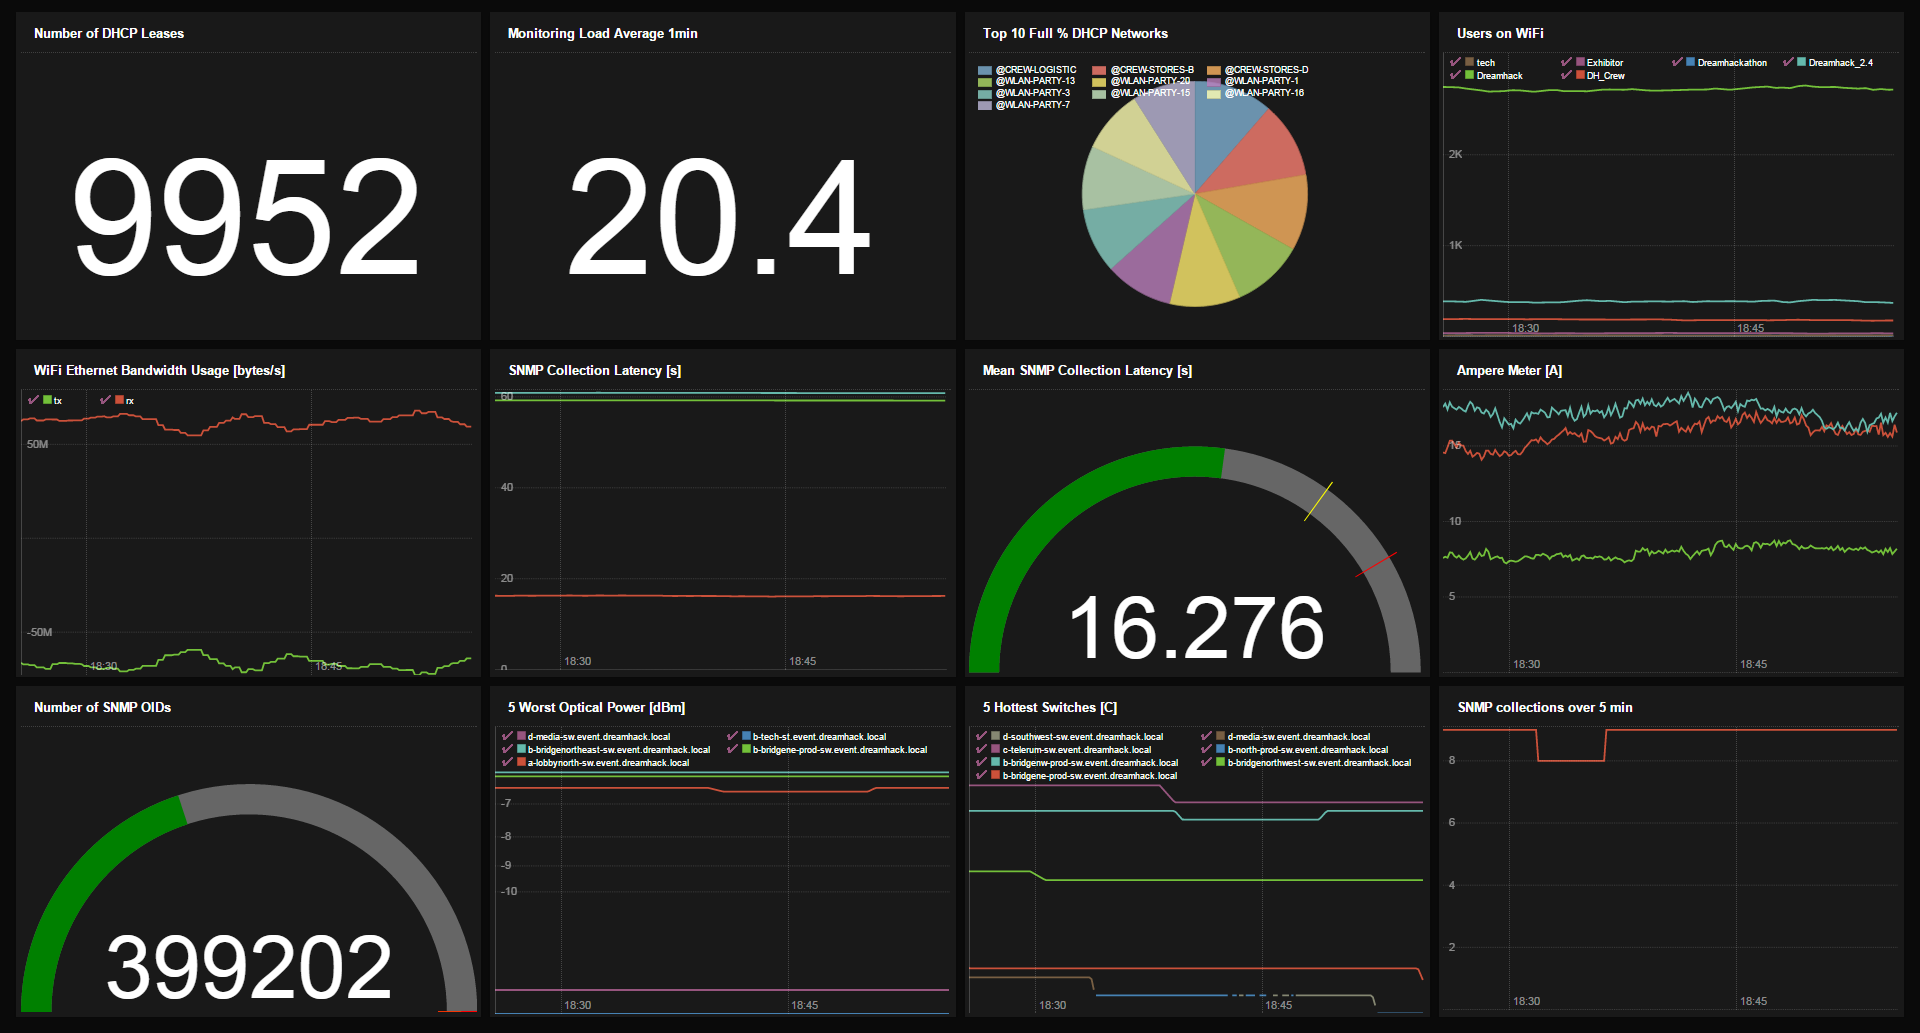 Number of DHCP Leases
9952
Monitoring Load Average 1min
20.4
Top 10 Full % DHCP Networks
@CREW-LOGISTIC @CREW-STORES-B @CREW-STORES-D
@WLAN-PARTY-13 @WLAN-PARTY-20 @WLAN-PARTY-1
@WLAN-PARTY-3 @WLAN-PARTY-15 @WLAN-PARTY-16
@WLAN-PARTY-7
Users on WiFi
tech Exhibitor Dreamhackathon Dreamhack_2.4
Dreamhack DH_Crew
2K
1K
18:30 18:45
WiFi Ethernet Bandwidth Usage [bytes/s]
tx rx
50M
-50M
18:30 18:45
SNMP Collection Latency [s]
60
40
20
0
18:30 18:45
Mean SNMP Collection Latency [s]
16.276
Ampere Meter [A]
15
10
5
18:30 18:45
Number of SNMP OIDs
399202
5 Worst Optical Power [dBm]
d-media-sw.event.dreamhack.local b-tech-st.event.dreamhack.local
b-bridgenortheast-sw.event.dreamhack.local b-bridgene-prod-sw.event.dreamhack.local
a-lobbynorth-sw.event.dreamhack.local
-7
-8
-9
-10
18:30 18:45
5 Hottest Switches [C]
d-southwest-sw.event.dreamhack.local d-media-sw.event.dreamhack.local
c-telerum-sw.event.dreamhack.local b-north-prod-sw.event.dreamhack.local
b-bridgenw-prod-sw.event.dreamhack.local b-bridgenorthwest-sw.event.dreamhack.local
b-bridgene-prod-sw.event.dreamhack.local
18:30 18:45
SNMP collections over 5 min
8
6
4
2
18:30 18:45